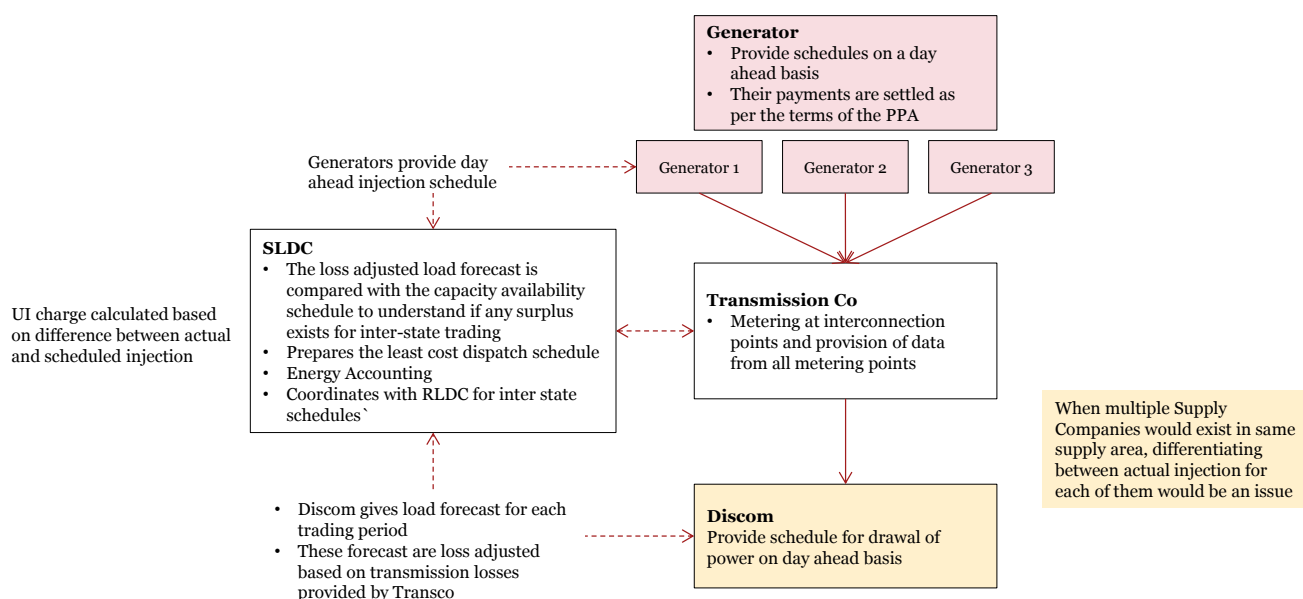 Generator
• Provide schedules on a day
ahead basis
• Their payments are settled as
per the terms of the PPA
Generators provide day
ahead injection schedule
Generator 1
Generator 2
Generator 3
UI charge calculated based
on difference between actual
and scheduled injection
SLDC
• The loss adjusted load forecast is
compared with the capacity availability
schedule to understand if any surplus
exists for inter-state trading
• Prepares the least cost dispatch schedule
• Energy Accounting
• Coordinates with RLDC for inter state
schedules`
Transmission Co
• Metering at interconnection
points and provision of data
from all metering points
When multiple Supply
Companies would exist in same
supply area, differentiating
between actual injection for
each of them would be an issue
• Discom gives load forecast for each
trading period
• These forecast are loss adjusted
based on transmission losses
provided by Transco
Discom
Provide schedule for drawal of
power on day ahead basis